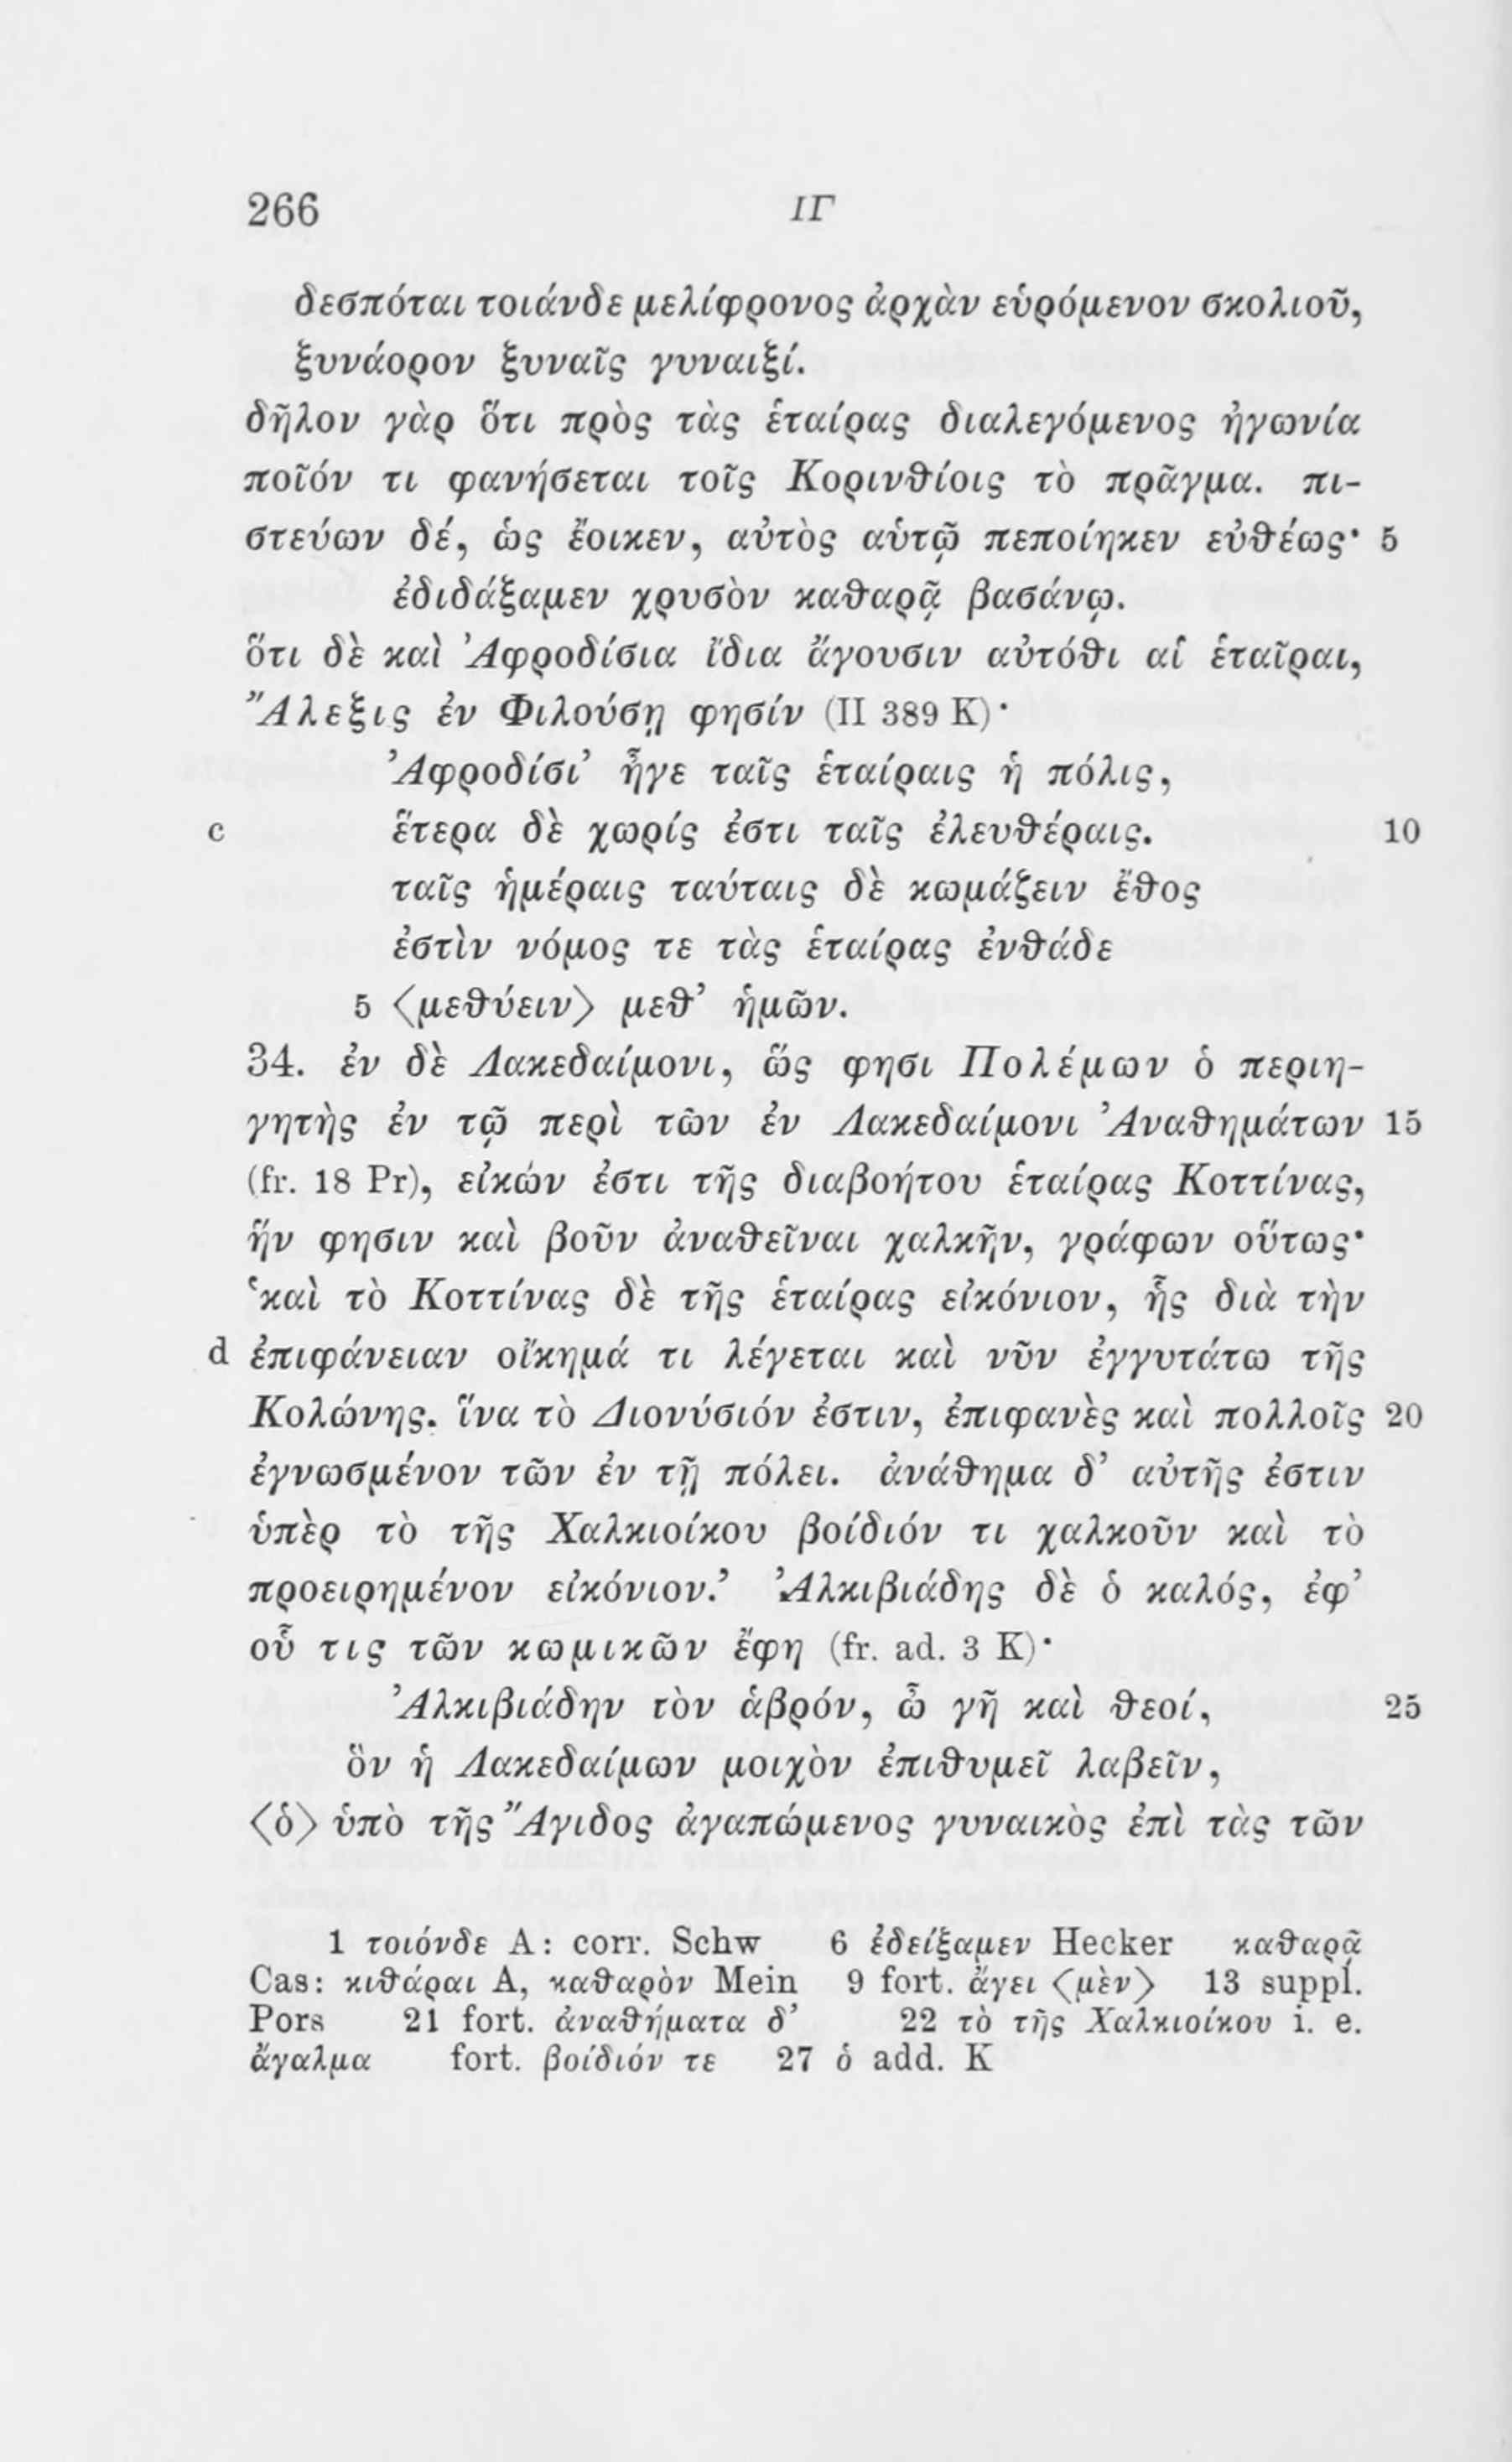 266 ΙΓ
δεσπόται τοιάνδε μελίφρονος ἀρχὰν εὑρόμενον σκολιοῦ,
ξυνάορον ξυναῖς γυναιξί.
δῆλον γὰρ ὅτι πρὸς τὰς ἑταίρας διαλεγόμενος ἠγωνία
ποῖόν τι φανήσεται τοῖς Κορινθίοις τὸ πρᾶγμα. πι-
στεύων δέ, ὡς ἔοικεν, αὐτὸς αὑτῷ πεποίηκεν εὐθέως· 5
ἐδιδάξαμεν χρυσὸν καθαρᾷ βασάνῳ.
ὅτι δὲ καὶ Ἀφροδίσια ἴδια ἄγουσιν αὐτόθι αἱ ἑταῖραι,
Ἄλεξις ἐν Φιλούσῃ φησίν (II 389 K)·
Ἀφροδίσι’ ἦγε ταῖς ἑταίραις ἡ πόλις,
c ἕτερα δὲ χωρίς ἐστι ταῖς ἐλευθέραις. 10
ταῖς ἡμέραις ταύταις δὲ κωμάζειν ἔθος
ἐστὶν νόμος τε τὰς ἑταίρας ἐνθάδε
5 〈μεθύειν〉 μεθ’ ἡμῶν.
34. ἐν δὲ Λακεδαίμονι, ὥς φησι Πολέμων ὁ περιη-
γητὴς ἐν τῷ περὶ τῶν ἐν Λακεδαίμονι Ἀναθημάτων 15
(fr. 18 Pr), εἰκών ἐστι τῆς διαβοήτου ἑταίρας Κοττίνας,
ἥν φησιν καὶ βοῦν ἀναθεῖναι χαλκῆν, γράφων οὕτως·
‘καὶ τὸ Κοττίνας δὲ τῆς ἑταίρας εἰκόνιον, ἧς διὰ τὴν
d ἐπιφάνειαν οἴκημά τι λέγεται καὶ νῦν ἐγγυτάτω τῆς
Κολώνης, ἵνα τὸ Διονύσιόν ἐστιν, ἐπιφανὲς καὶ πολλοῖς 20
ἐγνωσμένον τῶν ἐν τῇ πόλει. ἀνάθημα δ’ αὐτῆς ἐστιν
ὑπὲρ τὸ τῆς Χαλκιοίκου βοίδιόν τι χαλκοῦν καὶ τὸ
προειρημένον εἰκόνιον.’ Ἀλκιβιάδης δὲ ὁ καλός, ἐφ’
οὗ τις τῶν κωμικῶν ἔφη (fr. ad. 3 K)·
Ἀλκιβιάδην τὸν ἁβρόν, ὦ γῆ καὶ θεοί, 25
ὃν ἡ Λακεδαίμων μοιχὸν ἐπιθυμεῖ λαβεῖν,
〈ὁ〉 ὑπὸ τῆς Ἄγιδος ἀγαπώμενος γυναικὸς ἐπὶ τὰς τῶν
1 τοιόνδε A: corr. Schw 6 ἐδείξαμεν Hecker καθαρᾷ
Cas: κιθάραι A, καθαρὸν Mein 9 fort. ἄγει 〈μὲν〉 13 suppl.
Pors 21 fort. ἀναθήματα δ’ 22 τὸ τῆς Χαλκιοίκου i. e.
ἄγαλμα fort. βοίδιόν τε 27 ὁ add. K